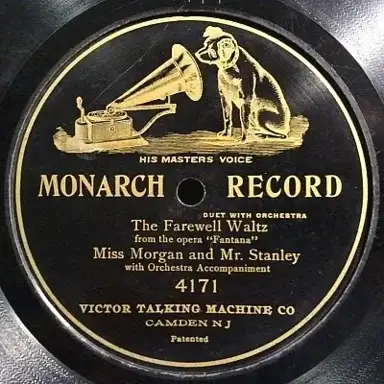 HIS MASTERS VOICE
MONARCH RECORD
DUET WITH ORCHESTRA
The Farewell Waltz
from the opera "Fantana"
Miss Morgan and Mr. Stanley
with Orchestra Accompaniment
4171
VICTOR TALKING MACHINE CO
CAMDEN N J
Patented